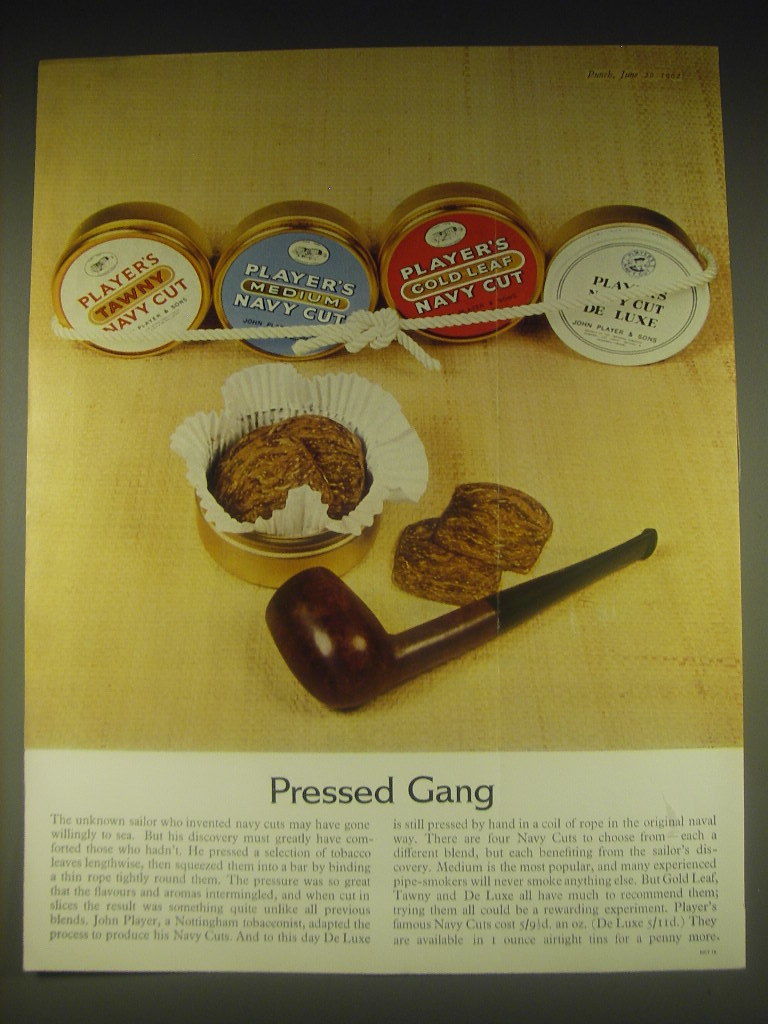 Punch, June 20 1962
PLAYER'S
TAWNY
NAVY CUT
PLAYER & SONS
PLAYER'S
MEDIUM
NAVY CUT
JOHN
PLAYER'S
GOLD LEAF
NAVY CUT
& SONS
PLAY 'S
N Y CUT
DE LUXE
JOHN PLAYER & SONS
Pressed Gang
The unknown sailor who invented navy cuts may have gone
willingly to sea. But his discovery must greatly have com-
forted those who hadn't. He pressed a selection of tobacco
leaves lengthwise, then squeezed them into a bar by binding
a thin rope tightly round them. The pressure was so great
that the flavours and aromas intermingled, and when cut in
slices the result was something quite unlike all previous
blends. John Player, a Nottingham tobacconist, adapted the
process to produce his Navy Cuts. And to this day De Luxe
is still pressed by hand in a coil of rope in the original naval
way. There are four Navy Cuts to choose from—each a
different blend, but each benefiting from the sailor's dis-
covery. Medium is the most popular, and many experienced
pipe-smokers will never smoke anything else. But Gold Leaf,
Tawny and De Luxe all have much to recommend them;
trying them all could be a rewarding experiment. Player's
famous Navy Cuts cost 5/9½d. an oz. (De Luxe 5/11d.) They
are available in 1 ounce airtight tins for a penny more.